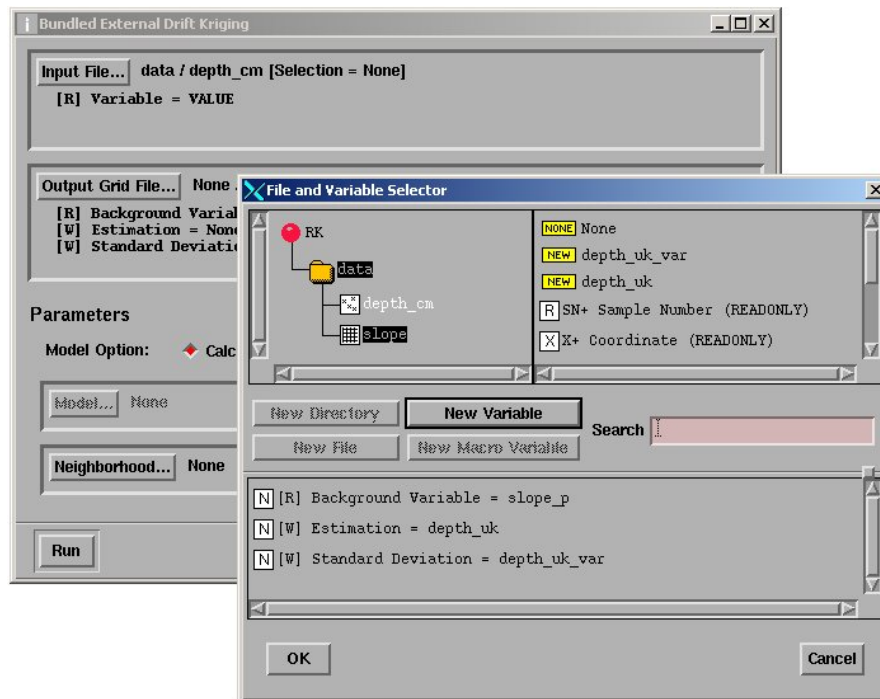 Bundled External Drift Kriging
Input File... data / depth_cm [Selection = None]
[R] Variable = VALUE
Output Grid File... None
[R] Background
[W] Estimation = None
[W] Standard
Parameters
Model Option:
Model... None
Neighborhood... None
Run
File and Variable Selector
RK
data
depth_cm
slope
NONE None
NEW depth_uk_var
NEW depth_uk
R SN+ Sample Number (READONLY)
X X+ Coordinate (READONLY)
New Directory New Variable
New File New Macro Variable
Search
N [R] Background Variable = slope_p
N [W] Estimation = depth_uk
N [W] Standard Deviation = depth_uk_var
OK Cancel